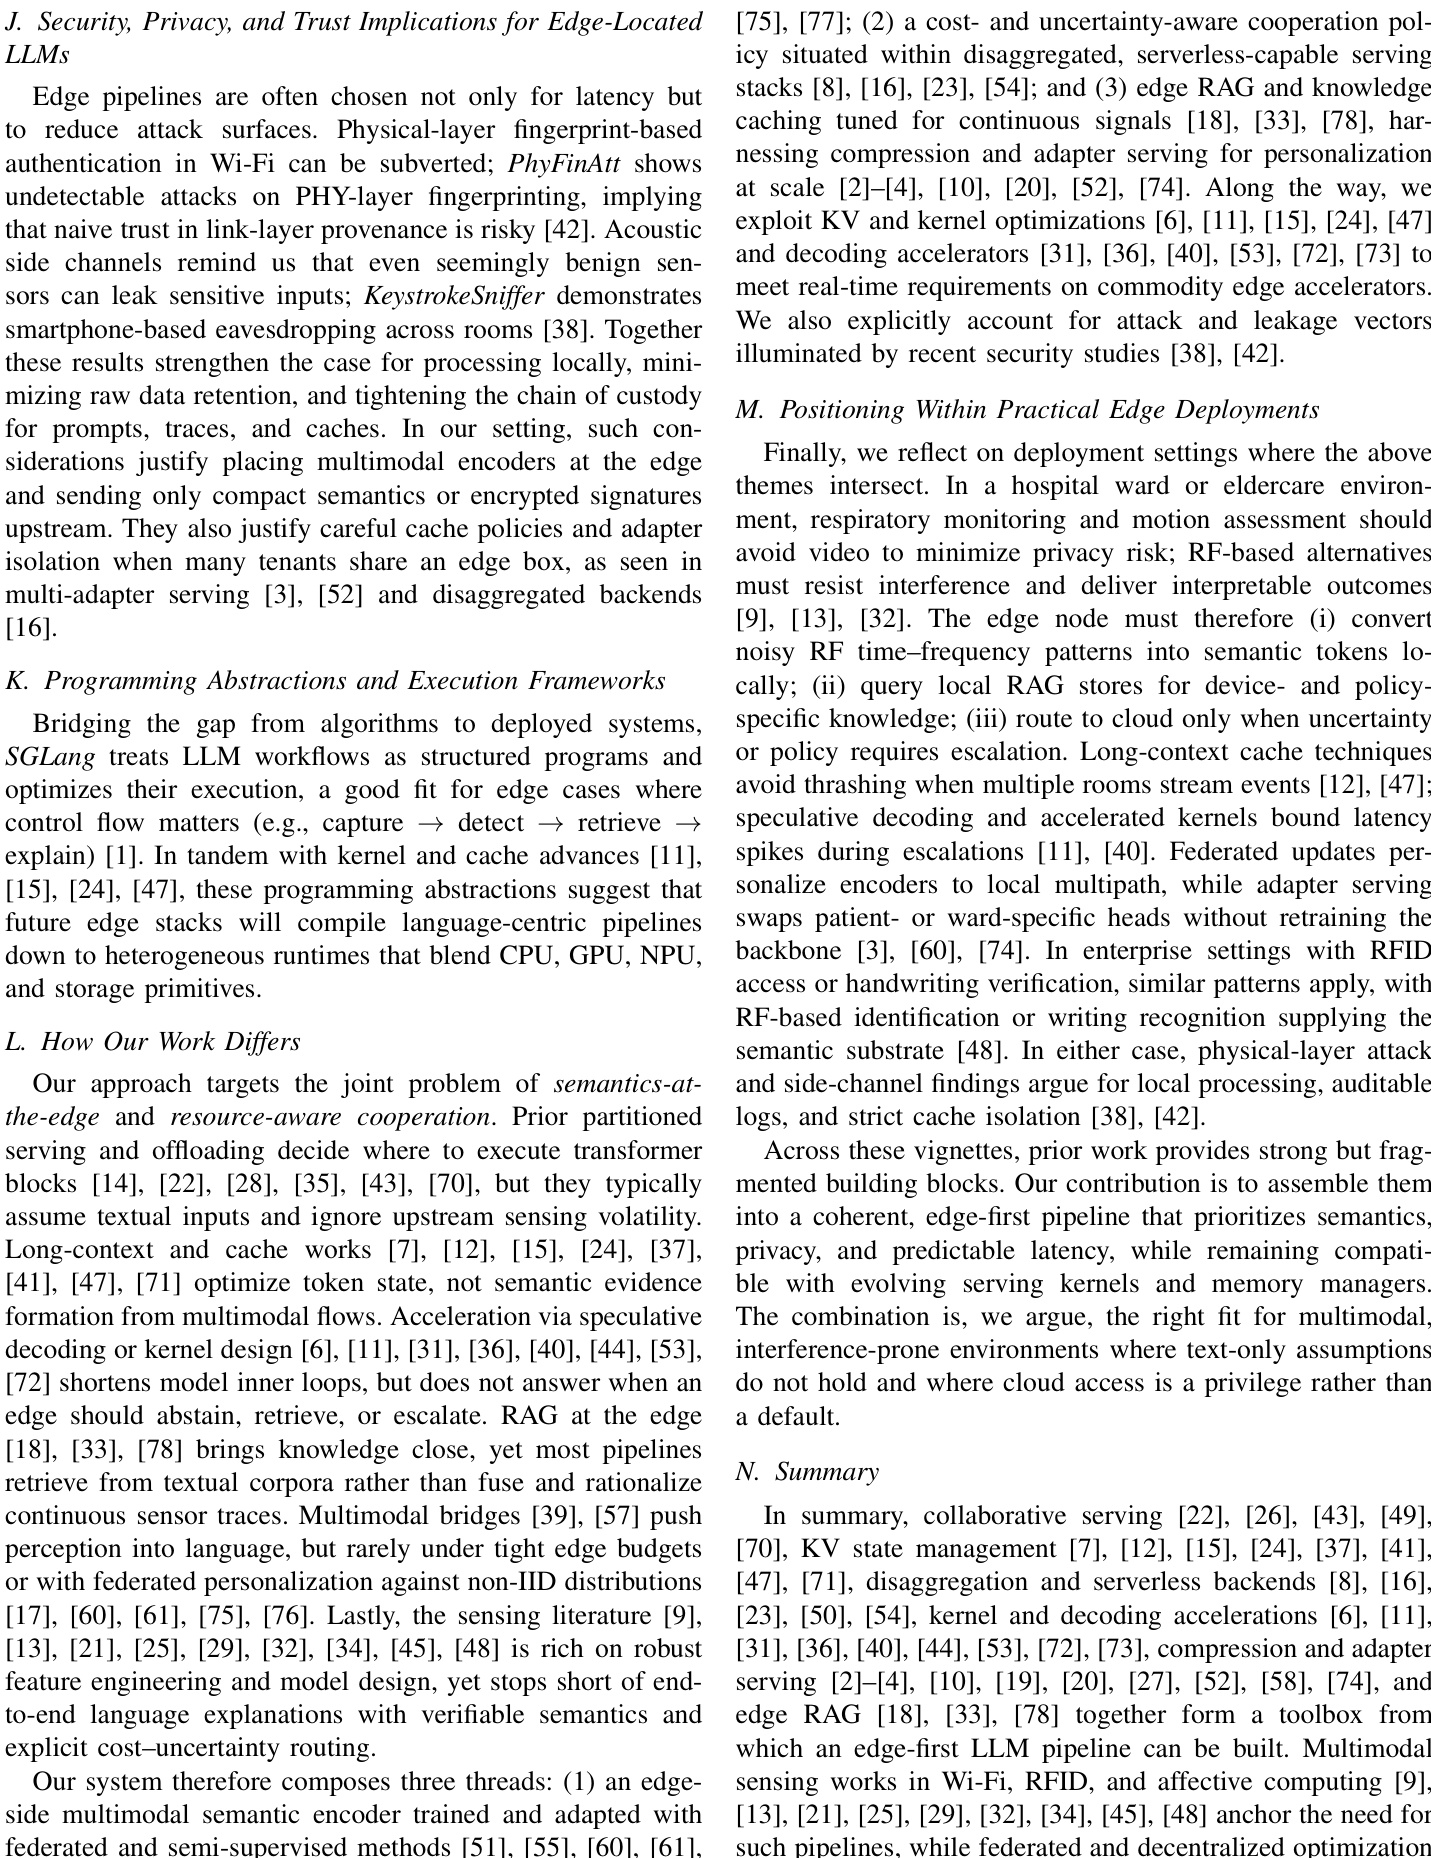 J. Security, Privacy, and Trust Implications for Edge-Located
LLMs
Edge pipelines are often chosen not only for latency but
to reduce attack surfaces. Physical-layer fingerprint-based
authentication in Wi-Fi can be subverted; PhyFinAtt shows
undetectable attacks on PHY-layer fingerprinting, implying
that naive trust in link-layer provenance is risky [42]. Acoustic
side channels remind us that even seemingly benign sen-
sors can leak sensitive inputs; KeystrokeSniffer demonstrates
smartphone-based eavesdropping across rooms [38]. Together
these results strengthen the case for processing locally, mini-
mizing raw data retention, and tightening the chain of custody
for prompts, traces, and caches. In our setting, such con-
siderations justify placing multimodal encoders at the edge
and sending only compact semantics or encrypted signatures
upstream. They also justify careful cache policies and adapter
isolation when many tenants share an edge box, as seen in
multi-adapter serving [3], [52] and disaggregated backends
[16].
K. Programming Abstractions and Execution Frameworks
Bridging the gap from algorithms to deployed systems,
SGLang treats LLM workflows as structured programs and
optimizes their execution, a good fit for edge cases where
control flow matters (e.g., capture → detect → retrieve →
explain) [1]. In tandem with kernel and cache advances [11],
[15], [24], [47], these programming abstractions suggest that
future edge stacks will compile language-centric pipelines
down to heterogeneous runtimes that blend CPU, GPU, NPU,
and storage primitives.
L. How Our Work Differs
Our approach targets the joint problem of semantics-at-
the-edge and resource-aware cooperation. Prior partitioned
serving and offloading decide where to execute transformer
blocks [14], [22], [28], [35], [43], [70], but they typically
assume textual inputs and ignore upstream sensing volatility.
Long-context and cache works [7], [12], [15], [24], [37],
[41], [47], [71] optimize token state, not semantic evidence
formation from multimodal flows. Acceleration via speculative
decoding or kernel design [6], [11], [31], [36], [40], [44], [53],
[72] shortens model inner loops, but does not answer when an
edge should abstain, retrieve, or escalate. RAG at the edge
[18], [33], [78] brings knowledge close, yet most pipelines
retrieve from textual corpora rather than fuse and rationalize
continuous sensor traces. Multimodal bridges [39], [57] push
perception into language, but rarely under tight edge budgets
or with federated personalization against non-IID distributions
[17], [60], [61], [75], [76]. Lastly, the sensing literature [9],
[13], [21], [25], [29], [32], [34], [45], [48] is rich on robust
feature engineering and model design, yet stops short of end-
to-end language explanations with verifiable semantics and
explicit cost–uncertainty routing.
Our system therefore composes three threads: (1) an edge-
side multimodal semantic encoder trained and adapted with
federated and semi-supervised methods [51], [55], [60], [61],
[75], [77]; (2) a cost- and uncertainty-aware cooperation pol-
icy situated within disaggregated, serverless-capable serving
stacks [8], [16], [23], [54]; and (3) edge RAG and knowledge
caching tuned for continuous signals [18], [33], [78], har-
nessing compression and adapter serving for personalization
at scale [2]–[4], [10], [20], [52], [74]. Along the way, we
exploit KV and kernel optimizations [6], [11], [15], [24], [47]
and decoding accelerators [31], [36], [40], [53], [72], [73] to
meet real-time requirements on commodity edge accelerators.
We also explicitly account for attack and leakage vectors
illuminated by recent security studies [38], [42].
M. Positioning Within Practical Edge Deployments
Finally, we reflect on deployment settings where the above
themes intersect. In a hospital ward or eldercare environ-
ment, respiratory monitoring and motion assessment should
avoid video to minimize privacy risk; RF-based alternatives
must resist interference and deliver interpretable outcomes
[9], [13], [32]. The edge node must therefore (i) convert
noisy RF time–frequency patterns into semantic tokens lo-
cally; (ii) query local RAG stores for device- and policy-
specific knowledge; (iii) route to cloud only when uncertainty
or policy requires escalation. Long-context cache techniques
avoid thrashing when multiple rooms stream events [12], [47];
speculative decoding and accelerated kernels bound latency
spikes during escalations [11], [40]. Federated updates per-
sonalize encoders to local multipath, while adapter serving
swaps patient- or ward-specific heads without retraining the
backbone [3], [60], [74]. In enterprise settings with RFID
access or handwriting verification, similar patterns apply, with
RF-based identification or writing recognition supplying the
semantic substrate [48]. In either case, physical-layer attack
and side-channel findings argue for local processing, auditable
logs, and strict cache isolation [38], [42].
Across these vignettes, prior work provides strong but frag-
mented building blocks. Our contribution is to assemble them
into a coherent, edge-first pipeline that prioritizes semantics,
privacy, and predictable latency, while remaining compati-
ble with evolving serving kernels and memory managers.
The combination is, we argue, the right fit for multimodal,
interference-prone environments where text-only assumptions
do not hold and where cloud access is a privilege rather than
a default.
N. Summary
In summary, collaborative serving [22], [26], [43], [49],
[70], KV state management [7], [12], [15], [24], [37], [41],
[47], [71], disaggregation and serverless backends [8], [16],
[23], [50], [54], kernel and decoding accelerations [6], [11],
[31], [36], [40], [44], [53], [72], [73], compression and adapter
serving [2]–[4], [10], [19], [20], [27], [52], [58], [74], and
edge RAG [18], [33], [78] together form a toolbox from
which an edge-first LLM pipeline can be built. Multimodal
sensing works in Wi-Fi, RFID, and affective computing [9],
[13], [21], [25], [29], [32], [34], [45], [48] anchor the need for
such pipelines, while federated and decentralized optimization